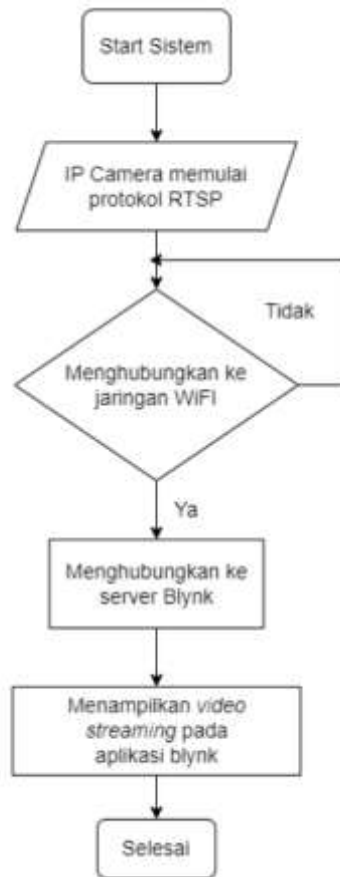 Start Sistem
IP Camera memulai
protokol RTSP
Tidak
Menghubungkan ke
jaringan WiFI
Ya
Menghubungkan ke
server Blynk
Menampilkan video
streaming pada
aplikasi blynk
Selesai